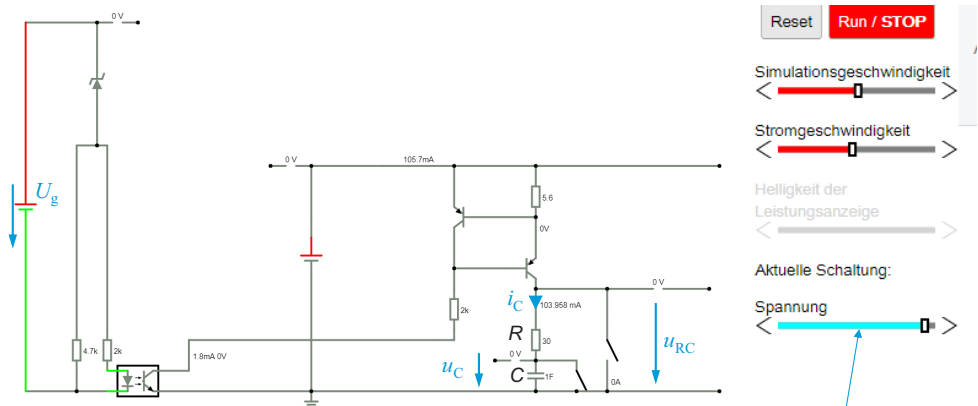 0 V
Reset
Run / STOP
Simulationsgeschwindigkeit
Stromgeschwindigkeit
0 V
105.7mA
Ug
5.6
Helligkeit der
Leistungsanzeige
0V
Aktuelle Schaltung:
0 V
iC
103.958 mA
2k
Spannung
R
30
uRC
4.7k
2k
1.8mA 0V
0 V
uC
C
1F
0A